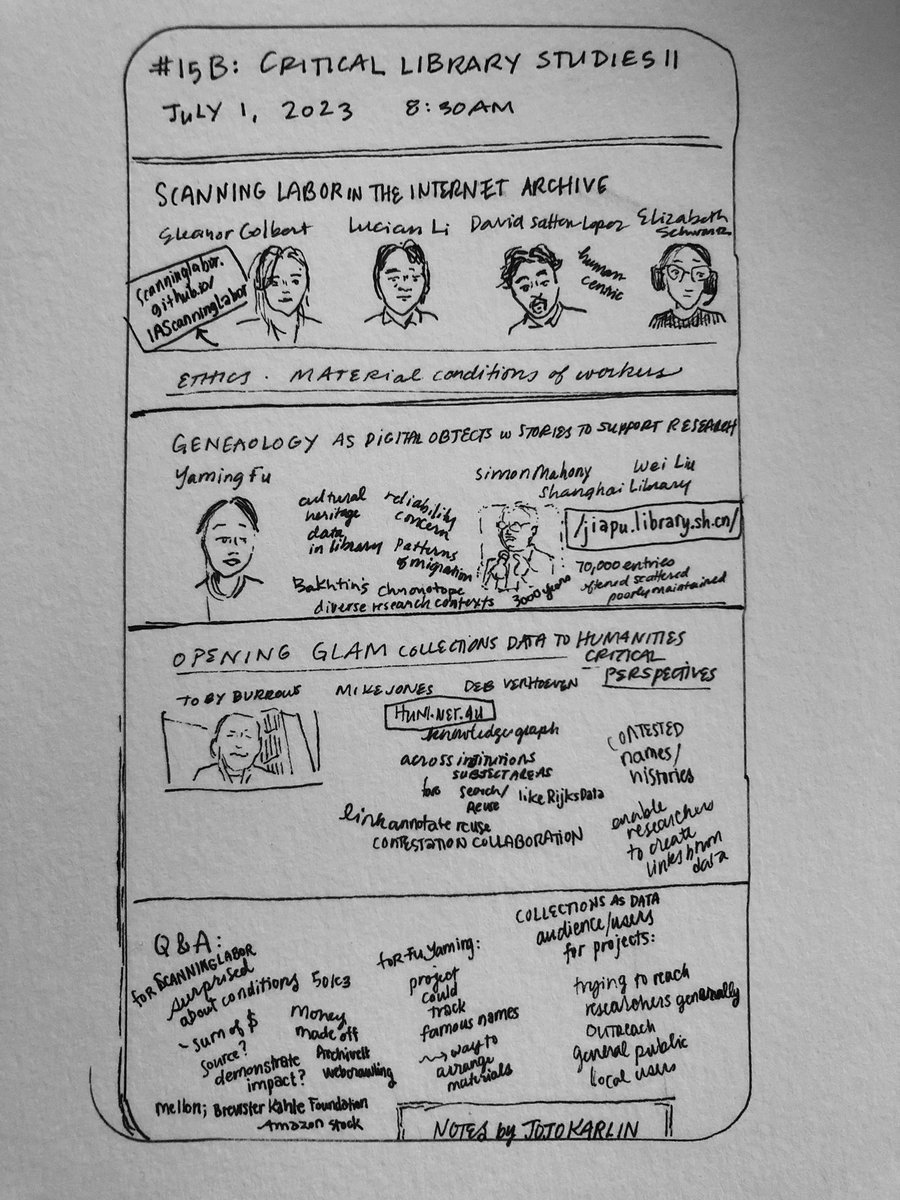 #15B: CRITICAL LIBRARY STUDIES II
JULY 1, 2023 8:30AM
SCANNING LABOR IN THE INTERNET ARCHIVE
Eleanor Colbert
Lucian Li
David Sutton-Lopez
Elizabeth
Schwartz
Scanninglabor.
github.io/
IAScanningLabor
human-
centric
ETHICS. MATERIAL conditions of workers
GENEAOLOGY AS DIGITAL OBJECTS W STORIES TO SUPPORT RESEARCH
Yaming Fu
Simon Mahony
Wei Liu
Shanghai Library
cultural
heritage
data
in library
reliability
concern
Patterns
of migration
/jiapu.library.sh.cn/
70,000 entries
oftened scattered
poorly maintained
3000 years
Bakhtin's chronotope
diverse research contexts
OPENING GLAM COLLECTIONS DATA TO HUMANITIES
CRITICAL
PERSPECTIVES
TOBY BURROWS
MIKE JONES
DEB VERHOEVEN
HUNI.NET.AU
knowledge graph
across institutions
SUBJECT AREAS
for search/
reuse
like RijksData
link annotate reuse
CONTESTATION COLLABORATION
CONTESTED
names/
histories
enable
researchers
to create
links btwn
data
Q&A:
for SCANNING LABOR
surprised
about conditions
- sum of $
source?
demonstrate
impact?
501c3
Money
made off
ArchiveIt
webcrawling
mellon; Brewster Kahle Foundation
Amazon stock
for Fu Yaming:
project
could
track
famous names
way to
arrange
materials
COLLECTIONS AS DATA
audience/users
for projects:
trying to reach
researchers generally
outreach
general public
local users
NOTES by JOJO KARLIN